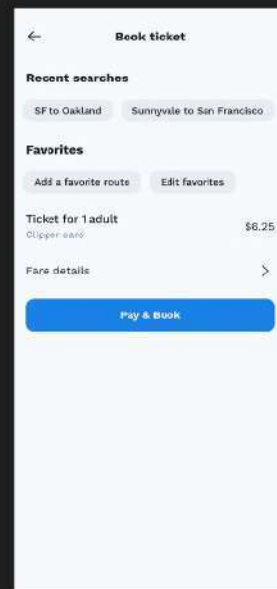 Book ticket
Recent searches
SF to Oakland
Sunnyvale to San Francisco
Favorites
Add a favorite route
Edit favorites
Ticket for 1 adult
$6.25
Clipper card
Fare details
Pay & Book